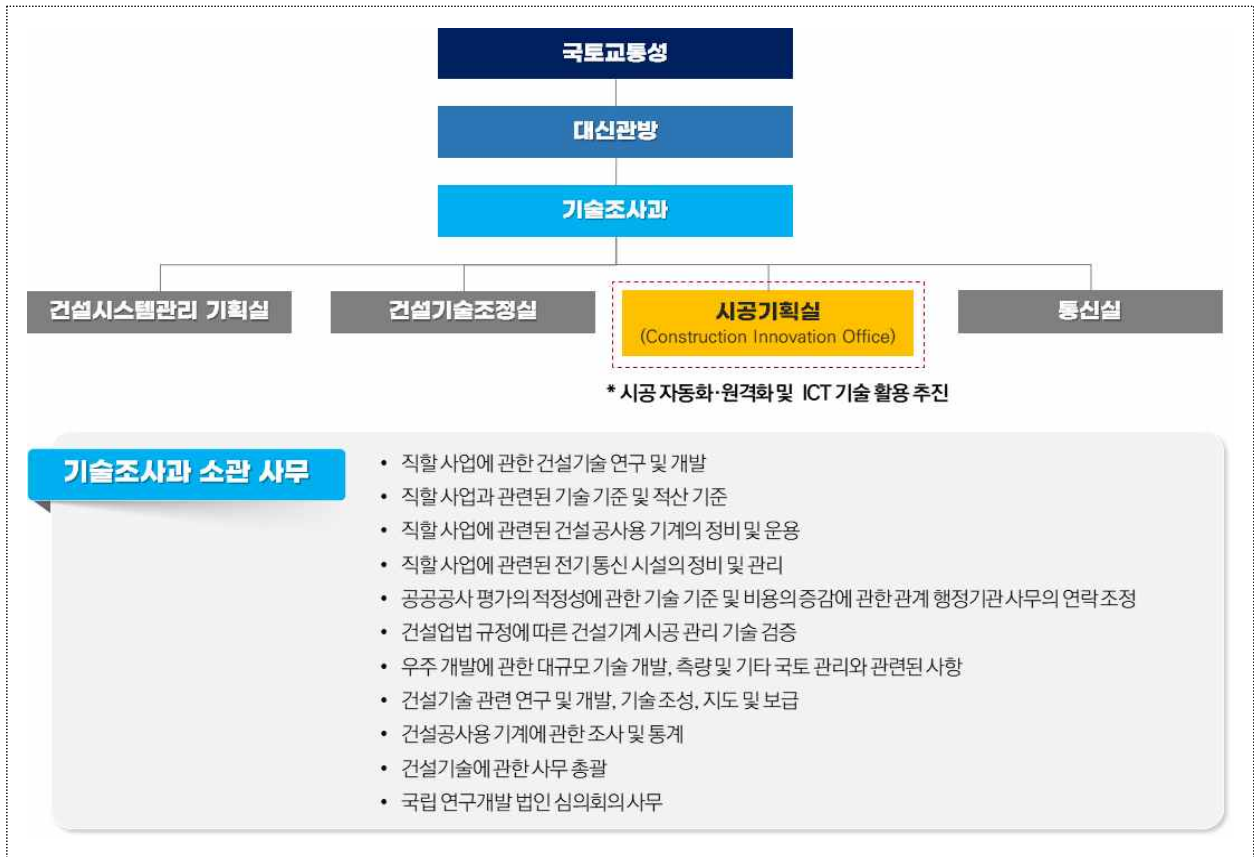 국토교통성
대신관방
기술조사과
건설시스템관리 기획실
건설기술조정실
시공기획실
(Construction Innovation Office)
통신실
* 시공 자동화·원격화 및 ICT 기술 활용 추진
기술조사과 소관 사무
• 직할 사업에 관한 건설기술 연구 및 개발
• 직할 사업과 관련된 기술 기준 및 적산 기준
• 직할 사업에 관련된 건설 공사용 기계의 정비 및 운용
• 직할 사업에 관련된 전기 통신 시설의 정비 및 관리
• 공공공사 평가의 적정성에 관한 기술 기준 및 비용의 증감에 관한 관계 행정기관 사무의 연락 조정
• 건설업법 규정에 따른 건설기계 시공 관리 기술 검증
• 우주 개발에 관한 대규모 기술 개발, 측량 및 기타 국토 관리와 관련된 사항
• 건설기술 관련 연구 및 개발, 기술 조성, 지도 및 보급
• 건설공사용 기계에 관한 조사 및 통계
• 건설기술에 관한 사무 총괄
• 국립 연구개발 법인 심의회의 사무